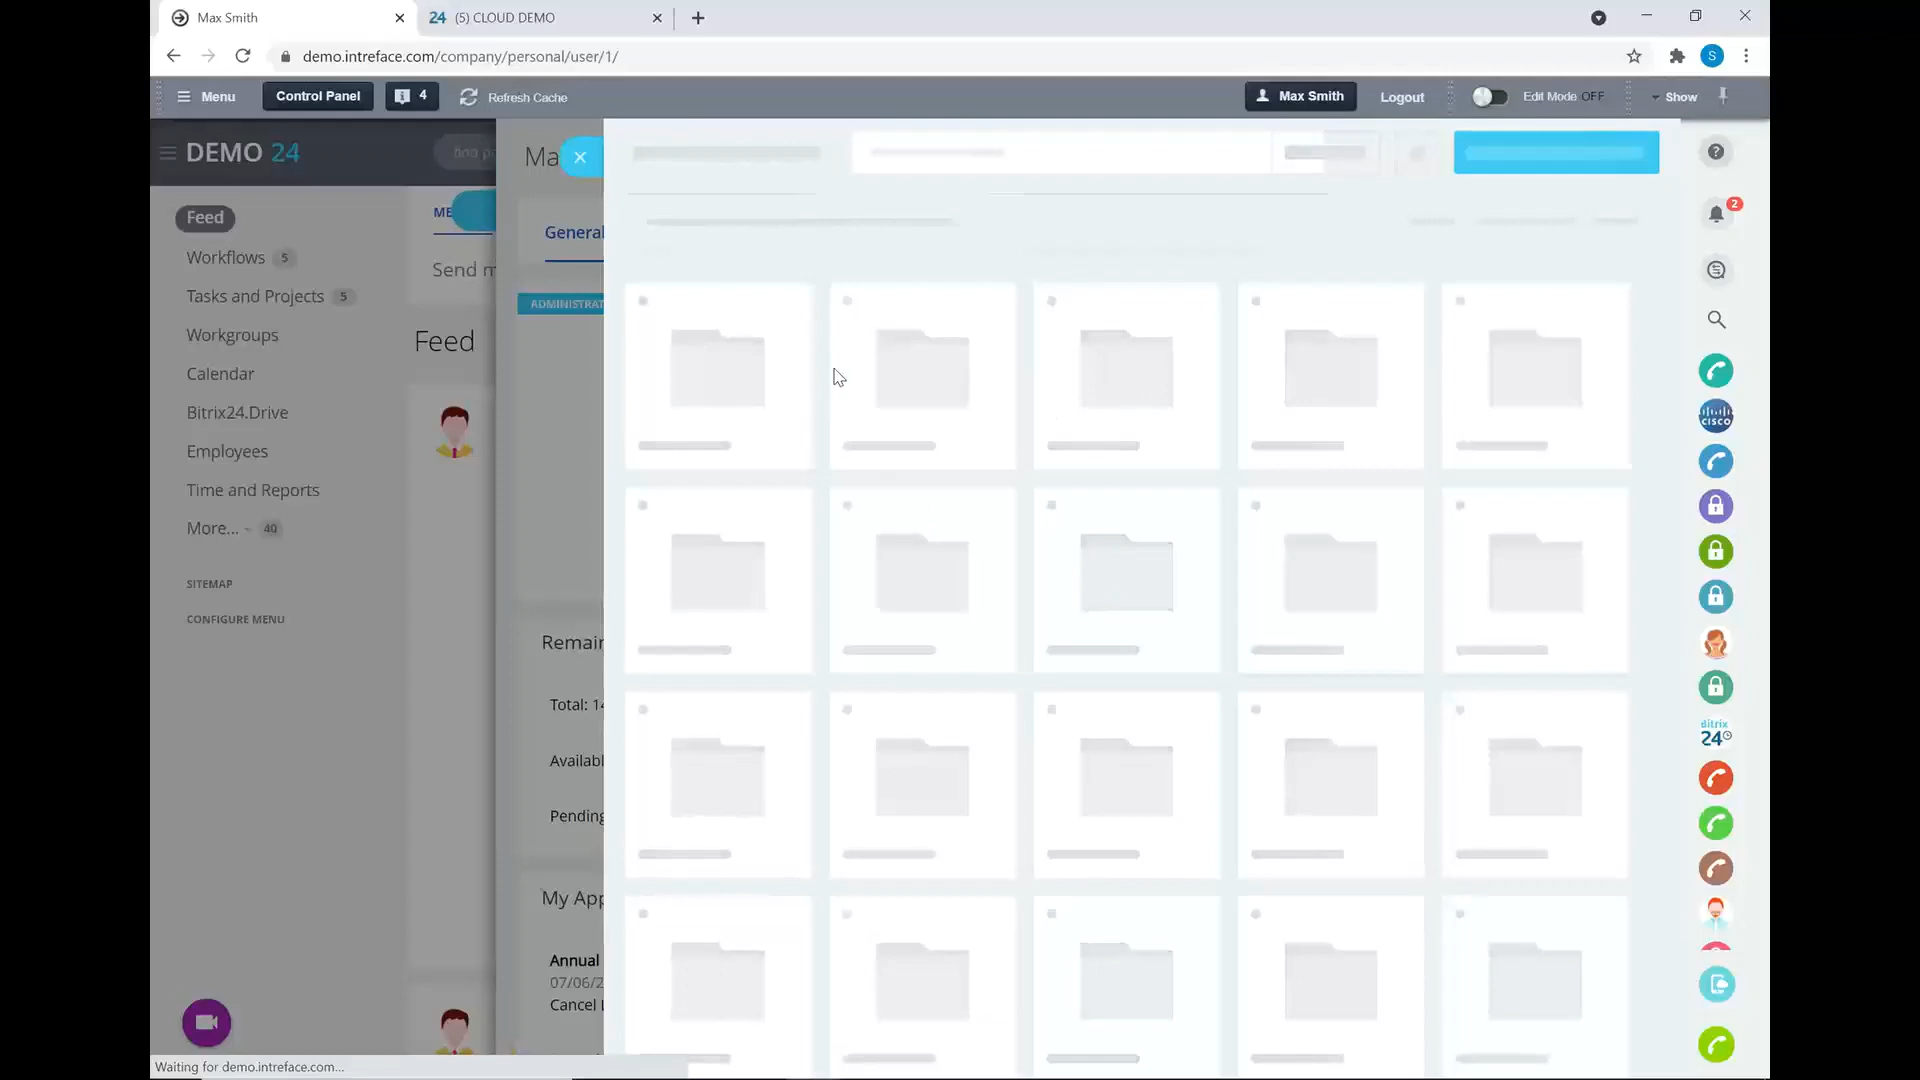 Max Smith
24 (5) CLOUD DEMO
demo.intreface.com/company/personal/user/1/
S
Menu
Control Panel
4
Refresh Cache
Max Smith
Logout
Edit Mode OFF
Show
DEMO 24
find
Ma
2
Feed
ME
General
Workflows 5
Send m
Tasks and Projects 5
ADMINISTRAT
Workgroups
Feed
Calendar
Bitrix24.Drive
CISCO
Employees
Time and Reports
More... 40
SITEMAP
CONFIGURE MENU
Remain
Total: 14
Bitrix
24
Availabl
Pending
My App
Annual
07/06/2
Cancel L
Waiting for demo.intreface.com...